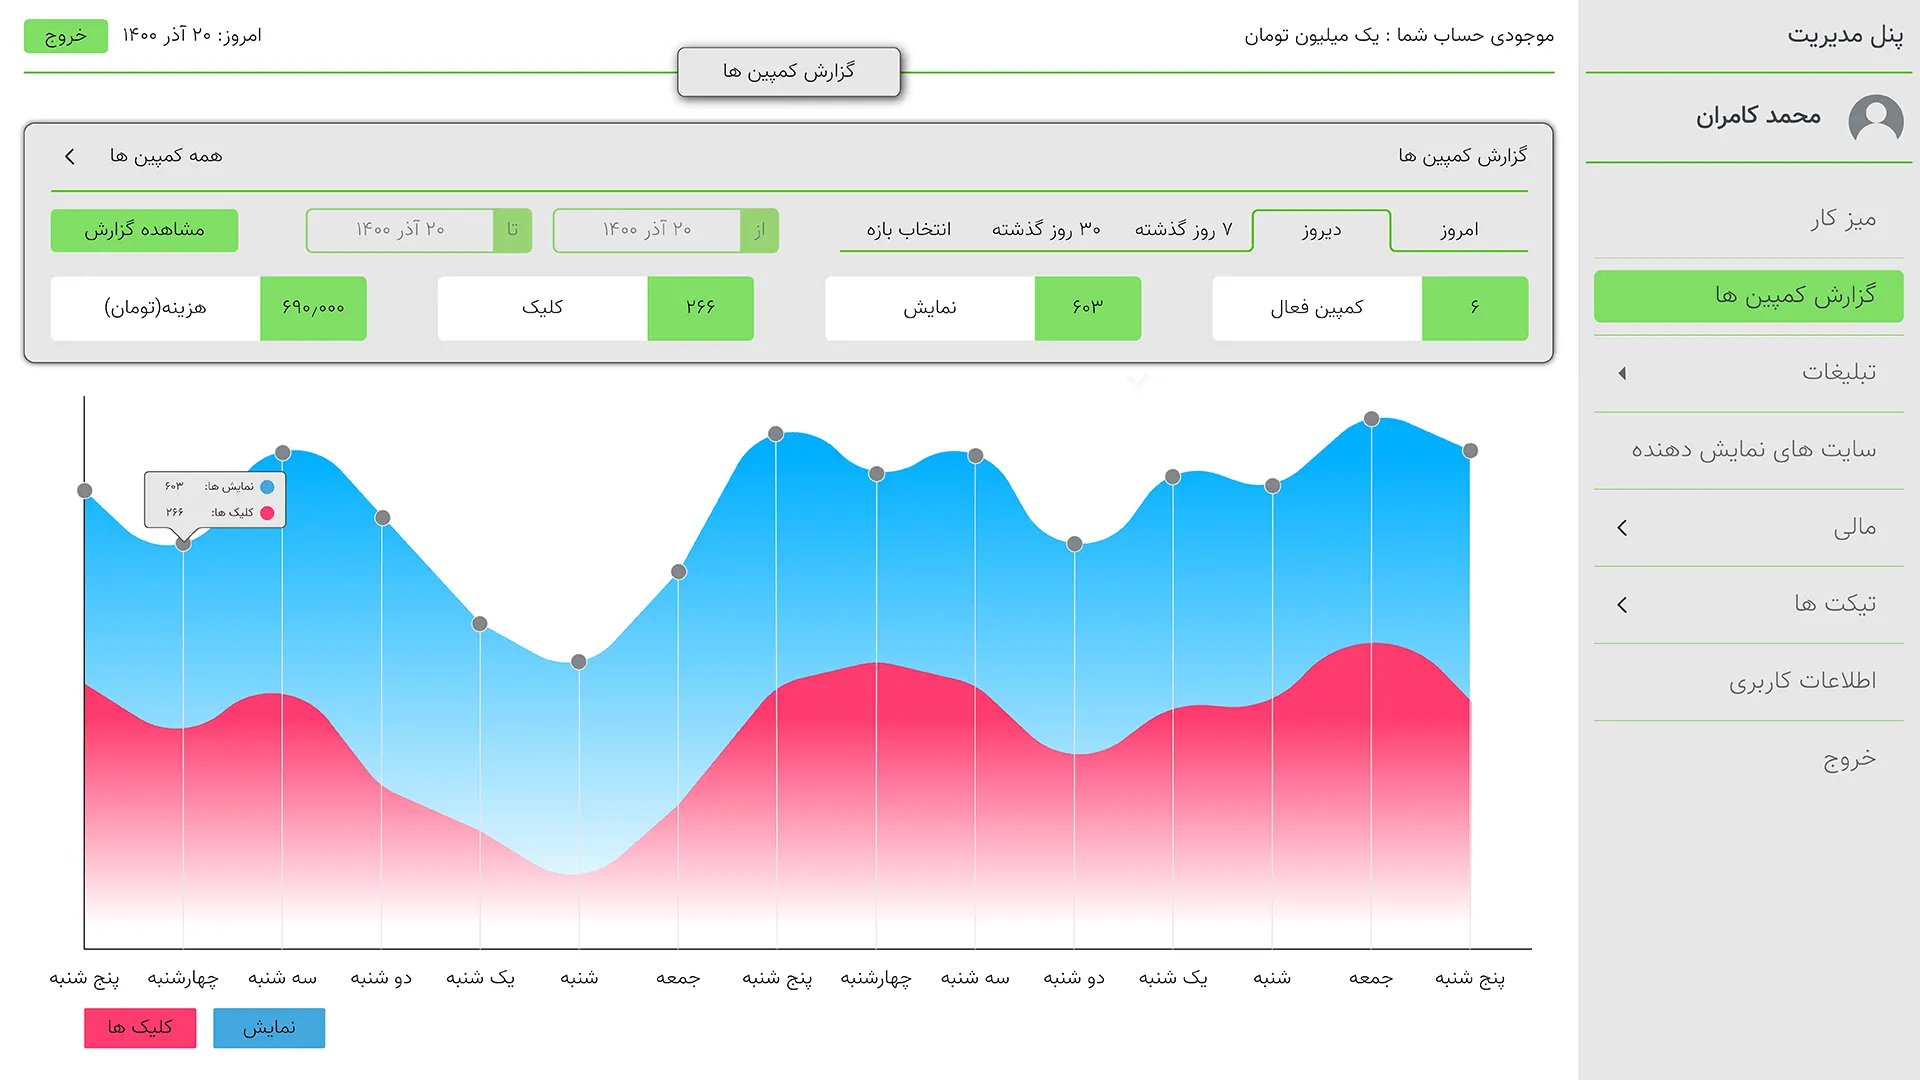 پنل مدیریت
محمد کامران
میز کار
گزارش کمپین ها
تبلیغات
سایت های نمایش دهنده
مالی
تیکت ها
اطلاعات کاربری
خروج
موجودی حساب شما : یک میلیون تومان
امروز: ۲۰ آذر ۱۴۰۰
خروج
گزارش کمپین ها
گزارش کمپین ها
همه کمپین ها
امروز
دیروز
۷ روز گذشته
۳۰ روز گذشته
انتخاب بازه
از
۲۰ آذر ۱۴۰۰
تا
۲۰ آذر ۱۴۰۰
مشاهده گزارش
۶
کمپین فعال
۶۰۳
نمایش
۲۶۶
کلیک
۶۹۰٫۰۰۰
هزینه(تومان)
نمایش ها: ۶۰۳
کلیک ها: ۲۶۶
پنج شنبه
جمعه
شنبه
یک شنبه
دو شنبه
سه شنبه
چهارشنبه
پنج شنبه
جمعه
شنبه
یک شنبه
دو شنبه
سه شنبه
چهارشنبه
پنج شنبه
نمایش
کلیک ها